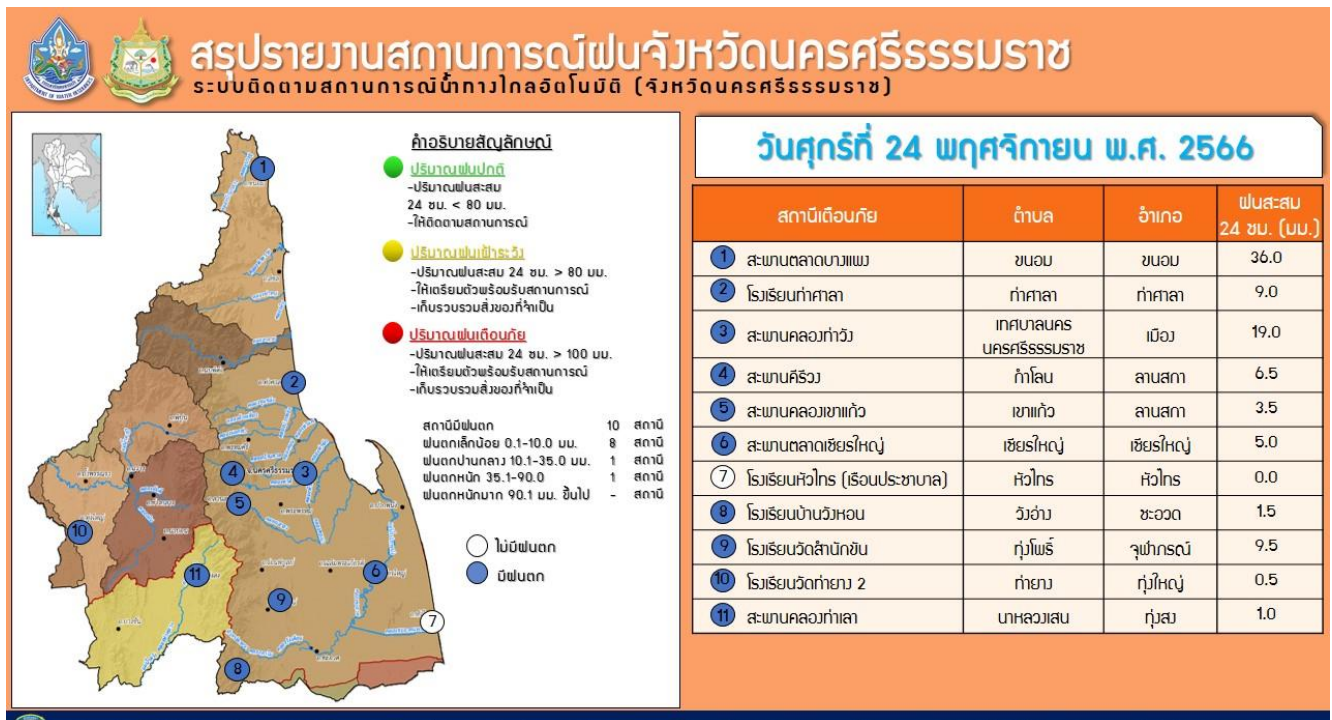 สรุปรายงานสถานการณ์ฝนจังหวัดนครศรีธรรมราช
ระบบติดตามสถานการณ์น้ำทางไกลอัตโนมัติ (จังหวัดนครศรีธรรมราช)
คำอธิบายสัญลักษณ์
ปริมาณฝนปกติ
-ปริมาณฝนสะสม
24 ชม. < 80 มม.
-ให้ติดตามสถานการณ์
ปริมาณฝนเฝ้าระวัง
-ปริมาณฝนสะสม 24 ชม. > 80 มม.
-ให้เตรียมตัวพร้อมรับสถานการณ์
-เก็บรวบรวมสิ่งของที่จำเป็น
ปริมาณฝนเตือนภัย
-ปริมาณฝนสะสม 24 ชม. > 100 มม.
-ให้เตรียมตัวพร้อมรับสถานการณ์
-เก็บรวบรวมสิ่งของที่จำเป็น
สถานีมีฝนตก 10 สถานี
ฝนตกเล็กน้อย 0.1-10.0 มม. 8 สถานี
ฝนตกปานกลาง 10.1-35.0 มม. 1 สถานี
ฝนตกหนัก 35.1-90.0 1 สถานี
ฝนตกหนักมาก 90.1 มม. ขึ้นไป - สถานี
ไม่มีฝนตก
มีฝนตก
1
2
3
4
5
6
7
8
9
10
11
วันศุกร์ที่ 24 พฤศจิกายน พ.ศ. 2566
สถานีเตือนภัย ตำบล อำเภอ ฝนสะสม
24 ชม. (มม.)
1 สะพานตลาดบางแพง ขนอม ขนอม 36.0
2 โรงเรียนท่าศาลา ท่าศาลา ท่าศาลา 9.0
3 สะพานคลองท่าวัง เทศบาลนคร
นครศรีธรรมราช เมือง 19.0
4 สะพานคีรีวง กำโลน ลานสกา 6.5
5 สะพานคลองเขาแก้ว เขาแก้ว ลานสกา 3.5
6 สะพานตลาดเชียรใหญ่ เชียรใหญ่ เชียรใหญ่ 5.0
7 โรงเรียนหัวไทร (เรือนประชาบาล) หัวไทร หัวไทร 0.0
8 โรงเรียนบ้านวังหอน วังอ่าง ชะอวด 1.5
9 โรงเรียนวัดสำนักขัน ทุ่งโพธิ์ จุฬาภรณ์ 9.5
10 โรงเรียนวัดท่ายาง 2 ท่ายาง ทุ่งใหญ่ 0.5
11 สะพานคลองท่าเลา นาหลวงเสน ทุ่งสง 1.0